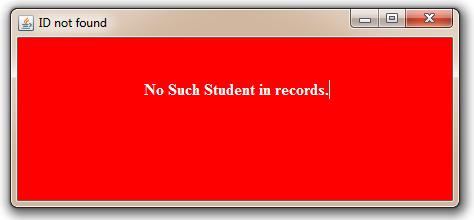 ID not found
No Such Student in records.